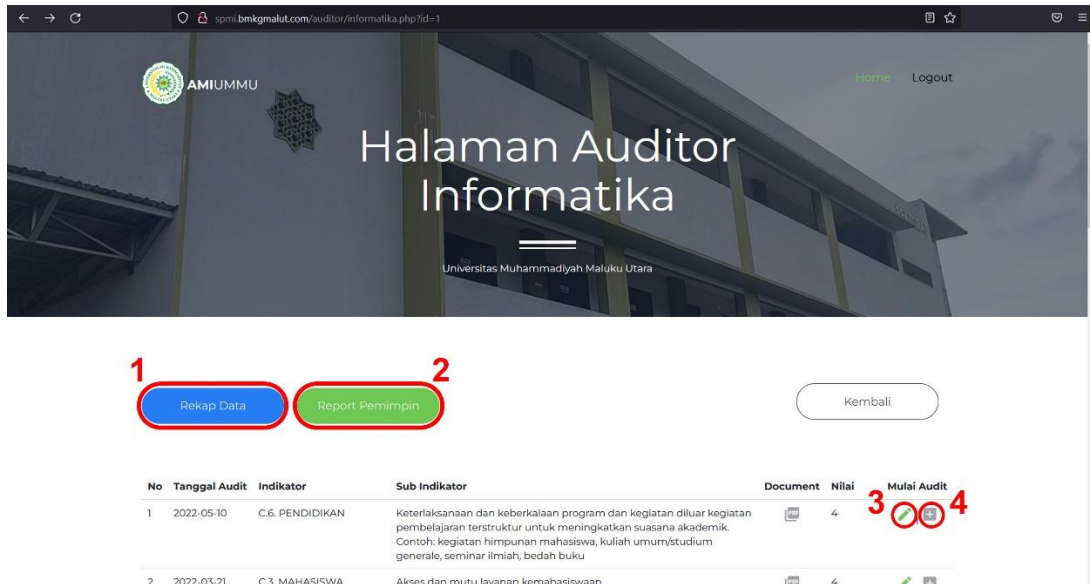 spmi.bmkgmalut.com/auditor/informatika.php?id=1
AMIUMMU
Home Logout
Halaman Auditor
Informatika
Universitas Muhammadiyah Maluku Utara
1 2
Rekap Data Report Pemimpin Kembali
No Tanggal Audit Indikator Sub Indikator Document Nilai Mulai Audit
1 2022-05-10 C.6. PENDIDIKAN Keterlaksanaan dan keberkalaan program dan kegiatan diluar kegiatan PDF 4 3 4
pembelajaran terstruktur untuk meningkatkan suasana akademik.
Contoh: kegiatan himpunan mahasiswa, kuliah umum/studium
generale, seminar ilmiah, bedah buku
2 2022-03-21 C.3. MAHASISWA Akses dan mutu layanan kemahasiswaan PDF 4